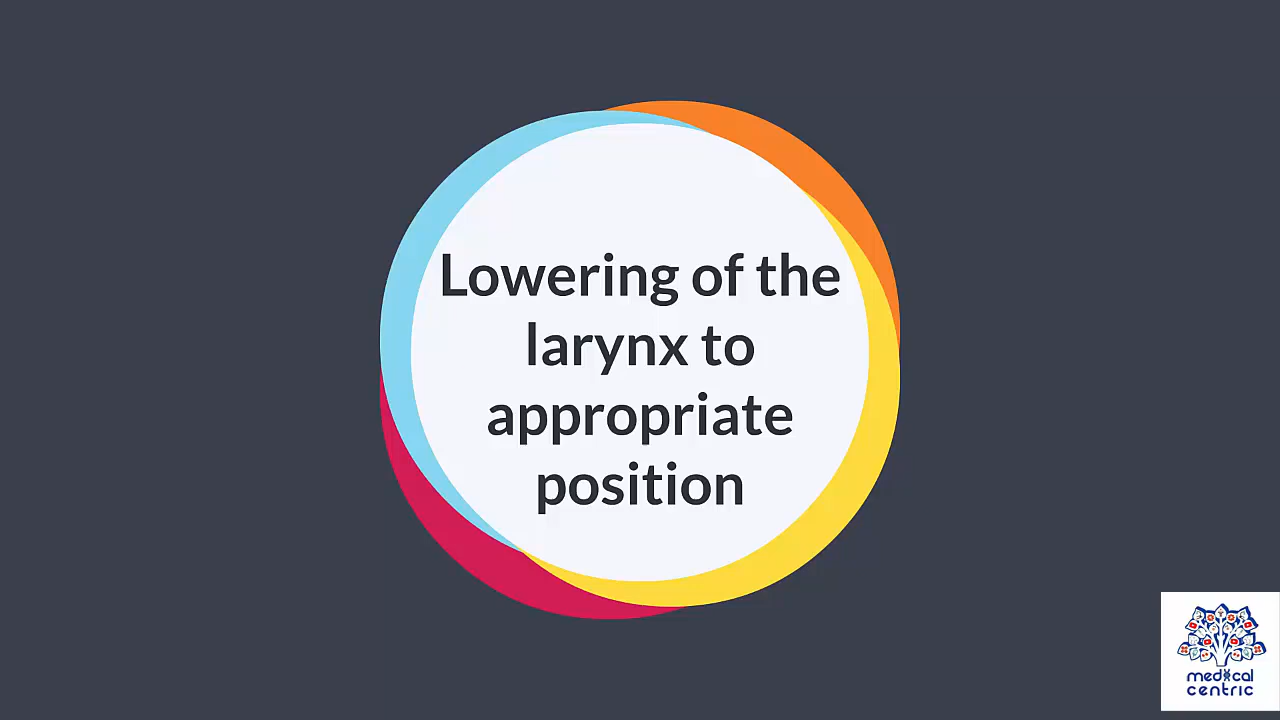 Lowering of the
larynx to
appropriate
position
medical
centric